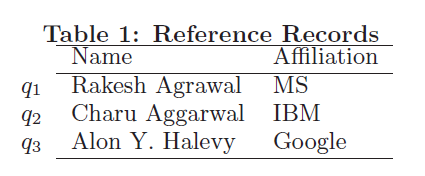 Table 1: Reference Records
Name Affiliation
q1 Rakesh Agrawal MS
q2 Charu Aggarwal IBM
q3 Alon Y. Halevy Google